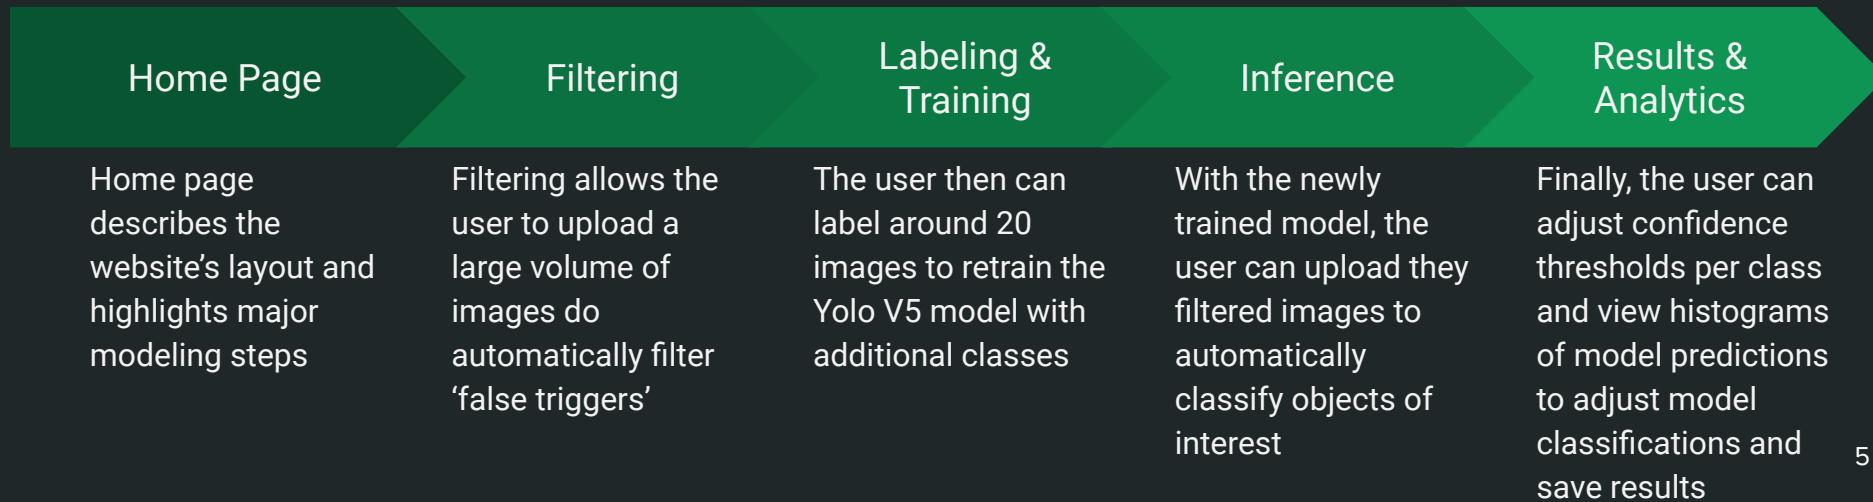 Home Page
Filtering
Labeling &
Training
Inference
Results &
Analytics
Home page
describes the
website’s layout and
highlights major
modeling steps
Filtering allows the
user to upload a
large volume of
images do
automatically filter
‘false triggers’
The user then can
label around 20
images to retrain the
Yolo V5 model with
additional classes
With the newly
trained model, the
user can upload they
filtered images to
automatically
classify objects of
interest
Finally, the user can
adjust confidence
thresholds per class
and view histograms
of model predictions
to adjust model
classifications and
save results
5